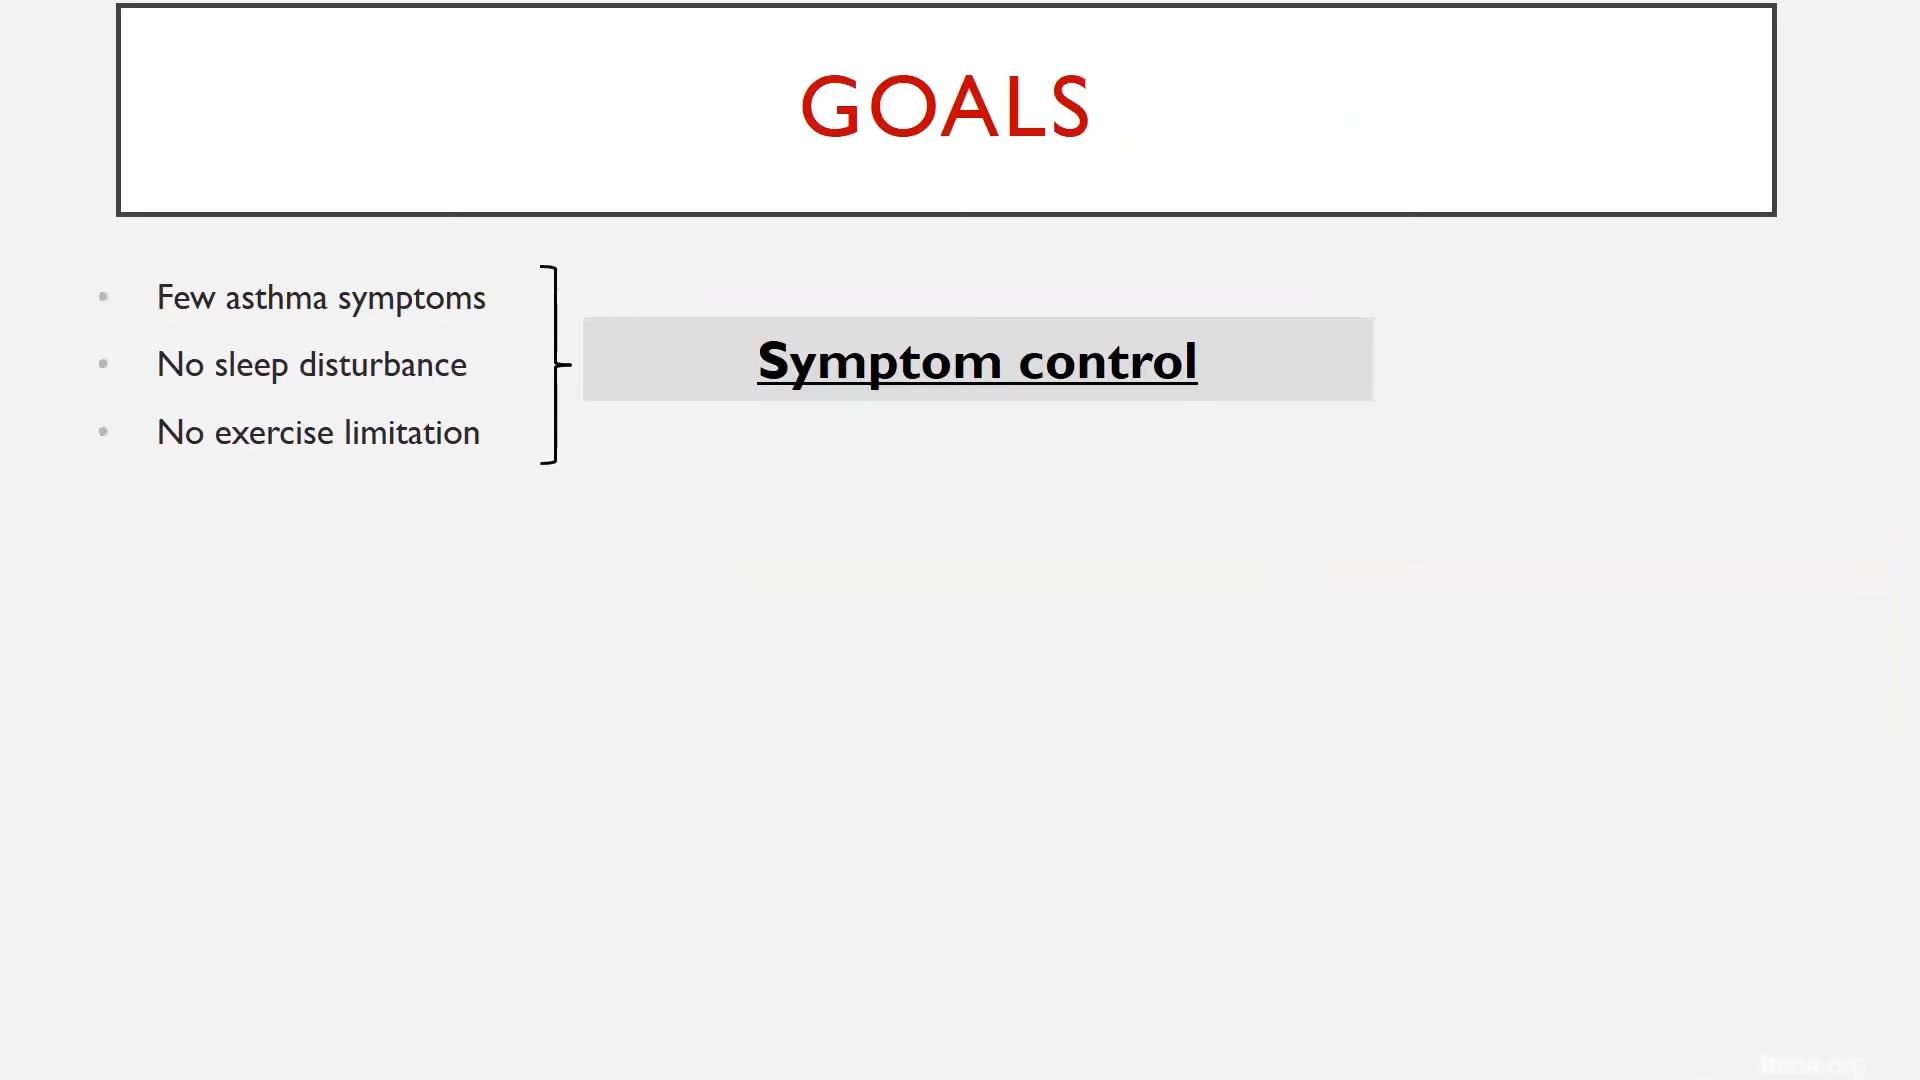 GOALS
Few asthma symptoms
No sleep disturbance
No exercise limitation
Symptom control